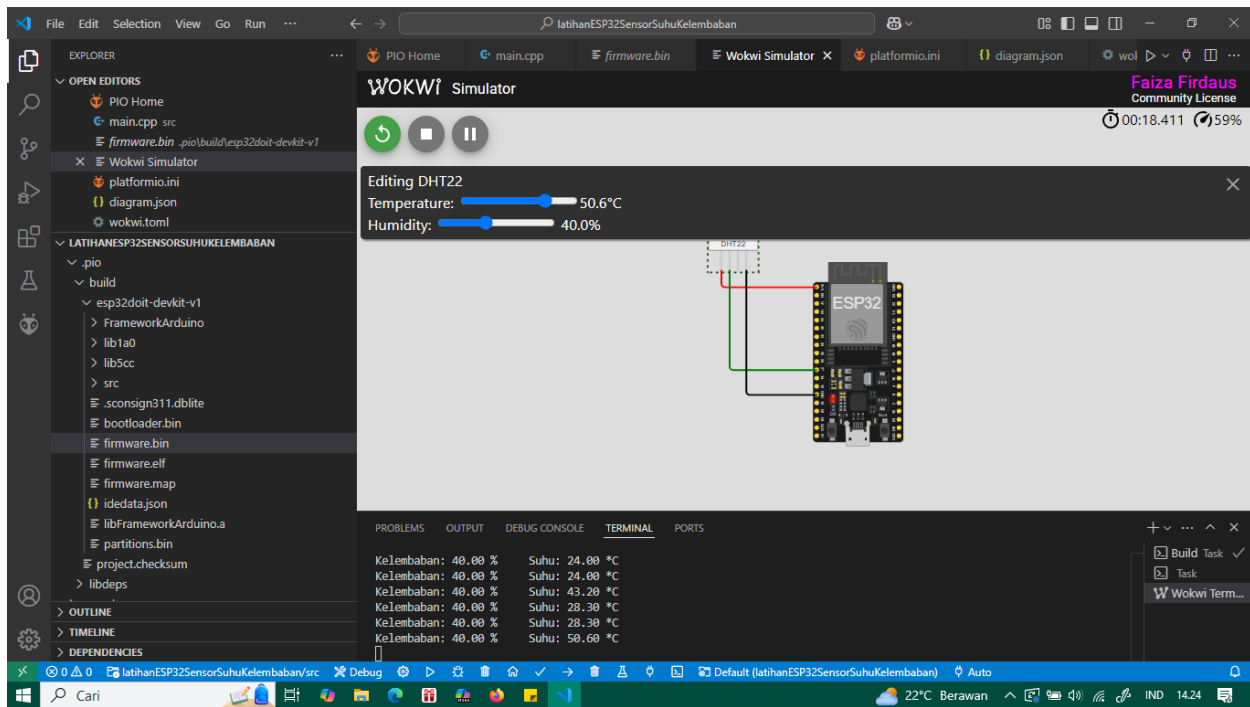 File Edit Selection View Go Run ··· latihanESP32SensorSuhuKelembaban
EXPLORER ···
OPEN EDITORS
PIO Home
main.cpp src
firmware.bin .pio\build\esp32doit-devkit-v1
Wokwi Simulator
platformio.ini
diagram.json
wokwi.toml
LATIHANESP32SENSORSUHUKELEMBABAN
.pio
build
esp32doit-devkit-v1
FrameworkArduino
lib1a0
lib5cc
src
.sconsign311.dblite
bootloader.bin
firmware.bin
firmware.elf
firmware.map
idedata.json
libFrameworkArduino.a
partitions.bin
project.checksum
libdeps
OUTLINE
TIMELINE
DEPENDENCIES
PIO Home main.cpp firmware.bin Wokwi Simulator platformio.ini diagram.json wol ···
WOKWI Simulator
Faiza Firdaus
Community License
00:18.411 59%
Editing DHT22
Temperature: 50.6°C
Humidity: 40.0%
DHT22
ESP32
PROBLEMS OUTPUT DEBUG CONSOLE TERMINAL PORTS
Kelembaban: 40.00 % Suhu: 24.00 *C
Kelembaban: 40.00 % Suhu: 24.00 *C
Kelembaban: 40.00 % Suhu: 43.20 *C
Kelembaban: 40.00 % Suhu: 28.30 *C
Kelembaban: 40.00 % Suhu: 28.30 *C
Kelembaban: 40.00 % Suhu: 50.60 *C
Build Task
Task
Wokwi Term...
0 0 latihanESP32SensorSuhuKelembaban/src Debug Default (latihanESP32SensorSuhuKelembaban) Auto
Cari 22°C Berawan IND 14.24